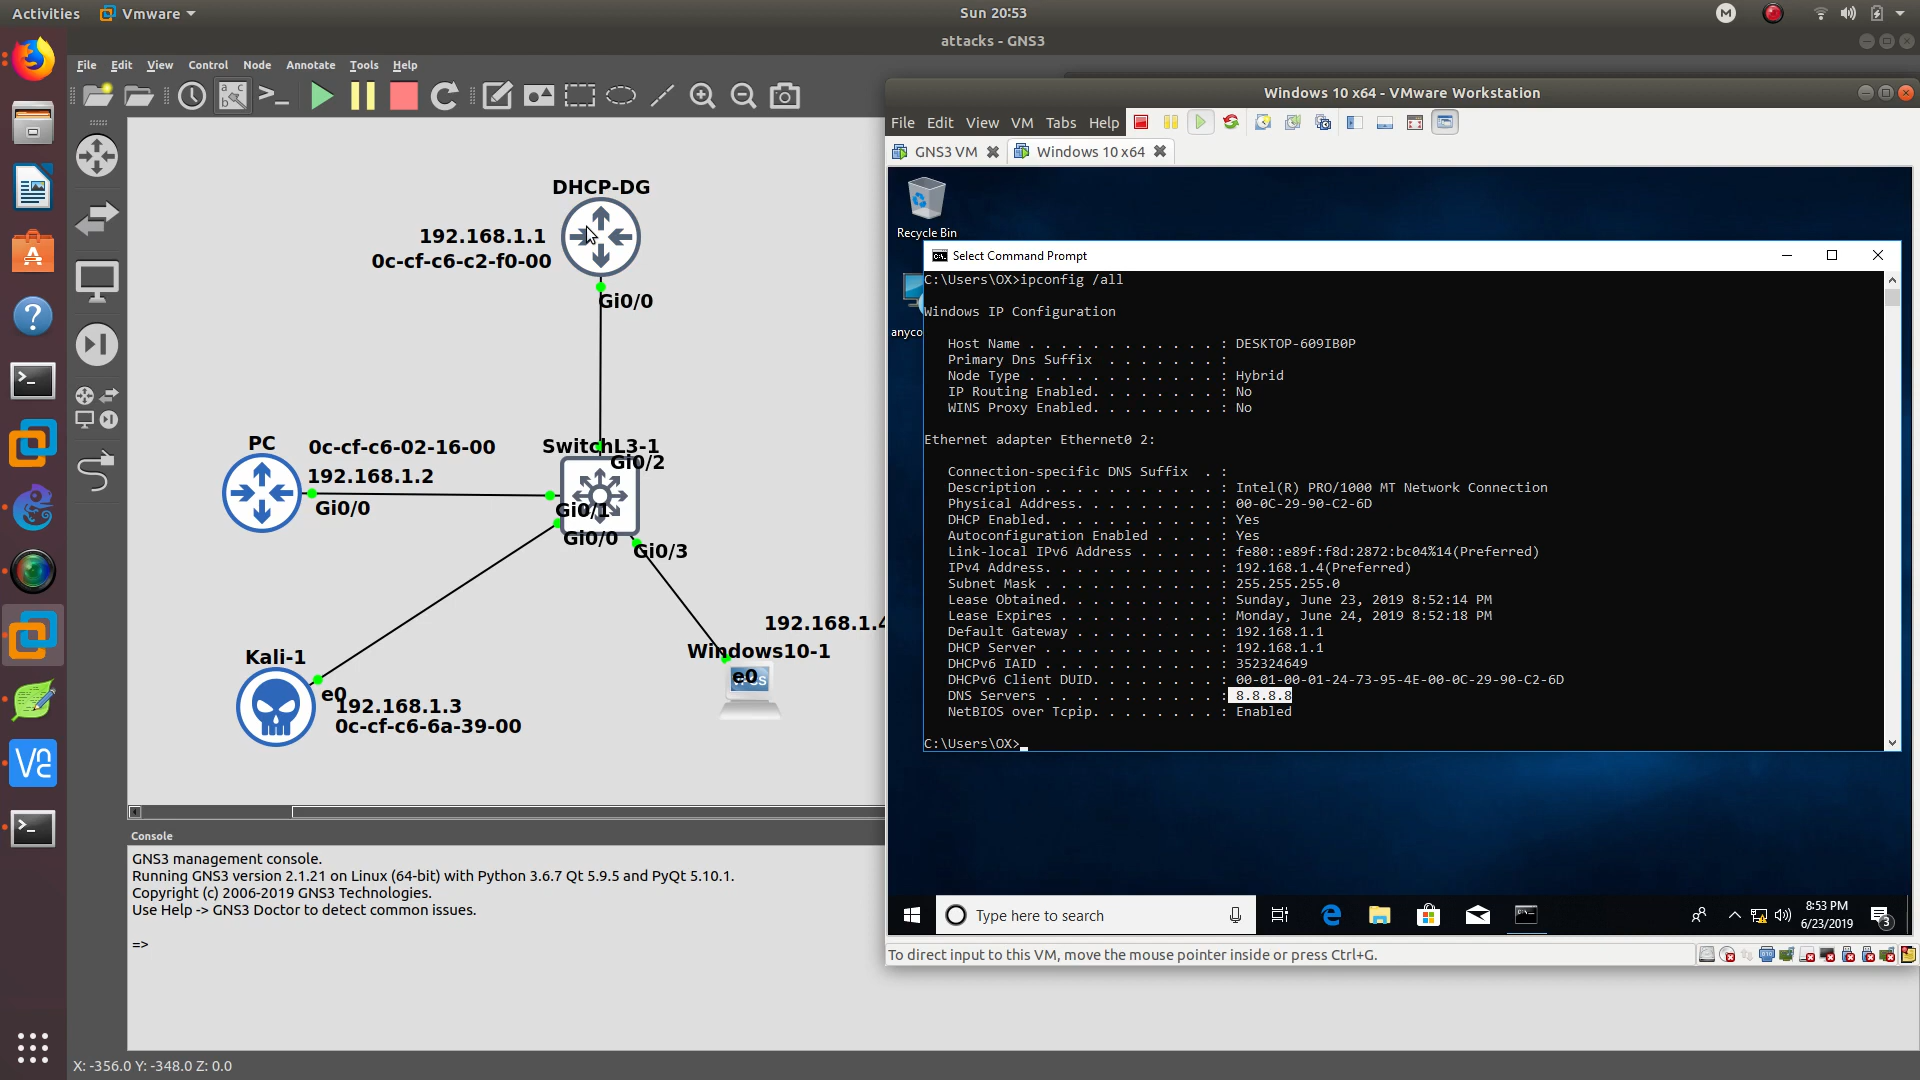 Activities
Vmware
Sun 20:53
M
attacks - GNS3
File Edit View Control Node Annotate Tools Help
DHCP-DG
192.168.1.1
0c-cf-c6-c2-f0-00
Gi0/0
PC
0c-cf-c6-02-16-00
192.168.1.2
Gi0/0
SwitchL3-1
Gi0/2
Gi0/1
Gi0/0
Gi0/3
192.168.1.4
Windows10-1
e0
Kali-1
e0
192.168.1.3
0c-cf-c6-6a-39-00
Console
GNS3 management console.
Running GNS3 version 2.1.21 on Linux (64-bit) with Python 3.6.7 Qt 5.9.5 and PyQt 5.10.1.
Copyright (c) 2006-2019 GNS3 Technologies.
Use Help -> GNS3 Doctor to detect common issues.
=>
X: -356.0 Y: -348.0 Z: 0.0
Windows 10 x64 - VMware Workstation
File Edit View VM Tabs Help
GNS3 VM
Windows 10 x64
Recycle Bin
anyco
Select Command Prompt
C:\Users\OX>ipconfig /all
Windows IP Configuration
Host Name . . . . . . . . . . . . : DESKTOP-609IB0P
Primary Dns Suffix . . . . . . . :
Node Type . . . . . . . . . . . . : Hybrid
IP Routing Enabled. . . . . . . . : No
WINS Proxy Enabled. . . . . . . . : No
Ethernet adapter Ethernet0 2:
Connection-specific DNS Suffix . :
Description . . . . . . . . . . . : Intel(R) PRO/1000 MT Network Connection
Physical Address. . . . . . . . . : 00-0C-29-90-C2-6D
DHCP Enabled. . . . . . . . . . . : Yes
Autoconfiguration Enabled . . . . : Yes
Link-local IPv6 Address . . . . . : fe80::e89f:f8d:2872:bc04%14(Preferred)
IPv4 Address. . . . . . . . . . . : 192.168.1.4(Preferred)
Subnet Mask . . . . . . . . . . . : 255.255.255.0
Lease Obtained. . . . . . . . . . : Sunday, June 23, 2019 8:52:14 PM
Lease Expires . . . . . . . . . . : Monday, June 24, 2019 8:52:18 PM
Default Gateway . . . . . . . . . : 192.168.1.1
DHCP Server . . . . . . . . . . . : 192.168.1.1
DHCPv6 IAID . . . . . . . . . . . : 352324649
DHCPv6 Client DUID. . . . . . . . : 00-01-00-01-24-73-95-4E-00-0C-29-90-C2-6D
DNS Servers . . . . . . . . . . . : 8.8.8.8
NetBIOS over Tcpip. . . . . . . . : Enabled
C:\Users\OX>
Type here to search
8:53 PM
6/23/2019
3
To direct input to this VM, move the mouse pointer inside or press Ctrl+G.